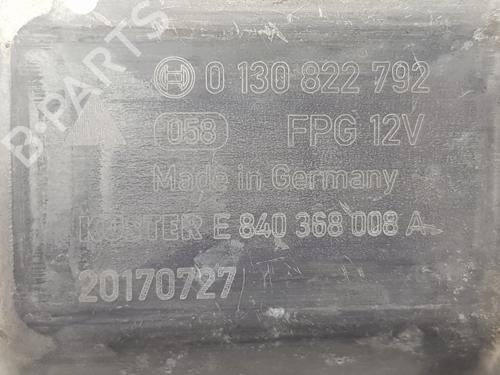 B-PARTS
0 130 822 792
058 FPG 12V
Made in Germany
KÜSTER E 840 368 008 A
20170727